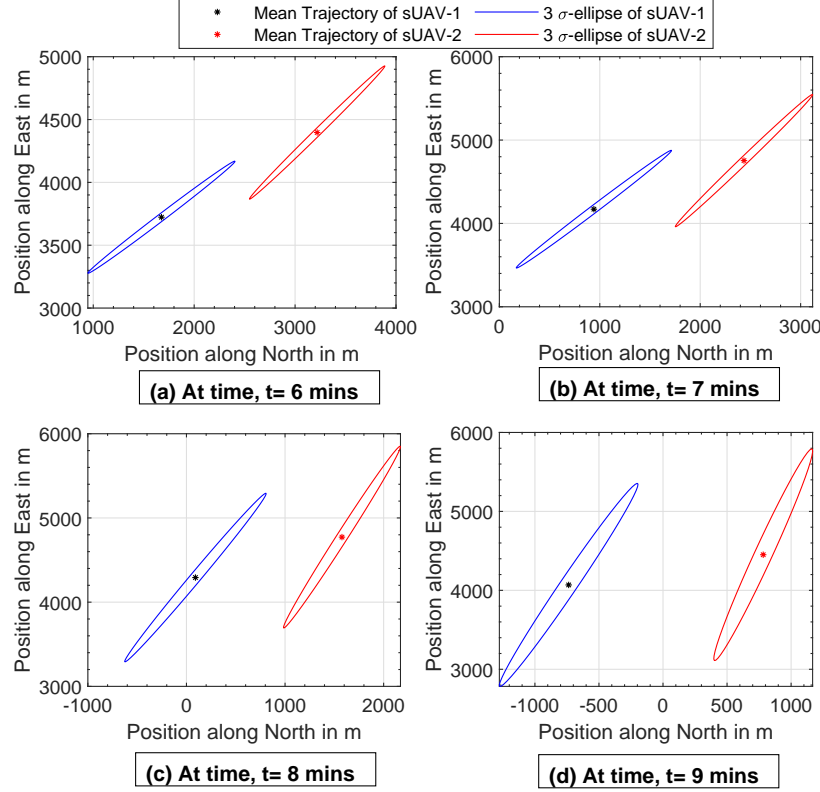 Mean Trajectory of sUAV-1 3 σ-ellipse of sUAV-1
Mean Trajectory of sUAV-2 3 σ-ellipse of sUAV-2
5000
4500
4000
3500
3000
Position along East in m
1000 2000 3000 4000
Position along North in m
(a) At time, t= 6 mins
6000
5000
4000
3000
Position along East in m
0 1000 2000 3000
Position along North in m
(b) At time, t= 7 mins
6000
5000
4000
3000
Position along East in m
-1000 0 1000 2000
Position along North in m
(c) At time, t= 8 mins
6000
5000
4000
3000
Position along East in m
-1000 -500 0 500 1000
Position along North in m
(d) At time, t= 9 mins